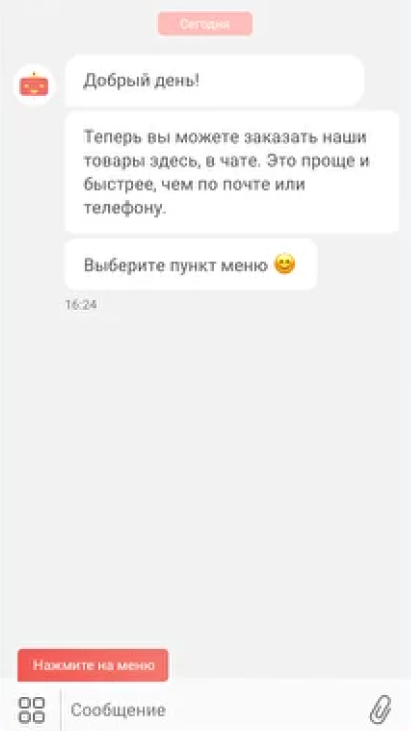 Сегодня
Добрый день!
Теперь вы можете заказать наши
товары здесь, в чате. Это проще и
быстрее, чем по почте или
телефону.
Выберите пункт меню 😊
16:24
Нажмите на меню
Сообщение